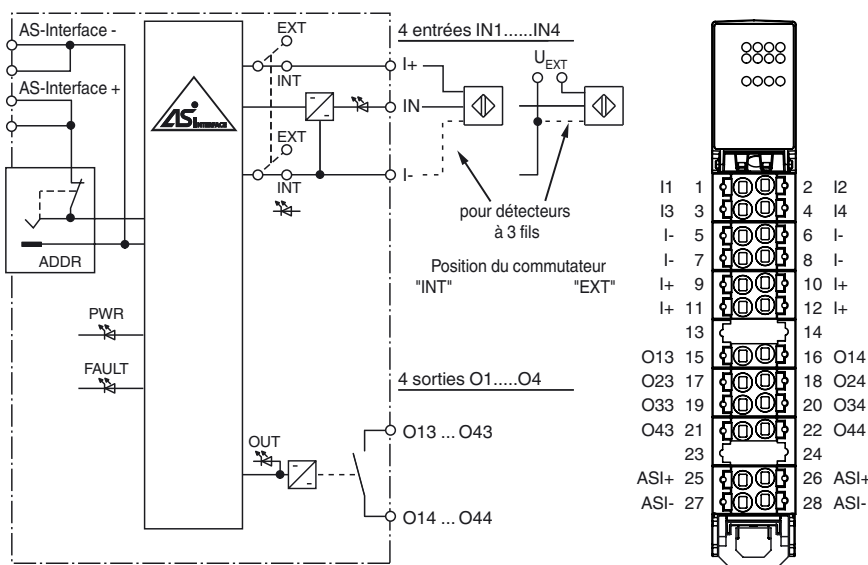 AS-Interface -
AS-Interface +
ADDR
PWR
FAULT
ASi INTERFACE
EXT
INT
EXT
INT
OUT
4 entrées IN1......IN4
I+
IN
I-
UEXT
pour détecteurs
à 3 fils
Position du commutateur
"INT" "EXT"
4 sorties O1.....O4
O13 ... O43
O14 ... O44
I1 1 2 I2
I3 3 4 I4
I- 5 6 I-
I- 7 8 I-
I+ 9 10 I+
I+ 11 12 I+
13 14
O13 15 16 O14
O23 17 18 O24
O33 19 20 O34
O43 21 22 O44
23 24
ASI+ 25 26 ASI+
ASI- 27 28 ASI-